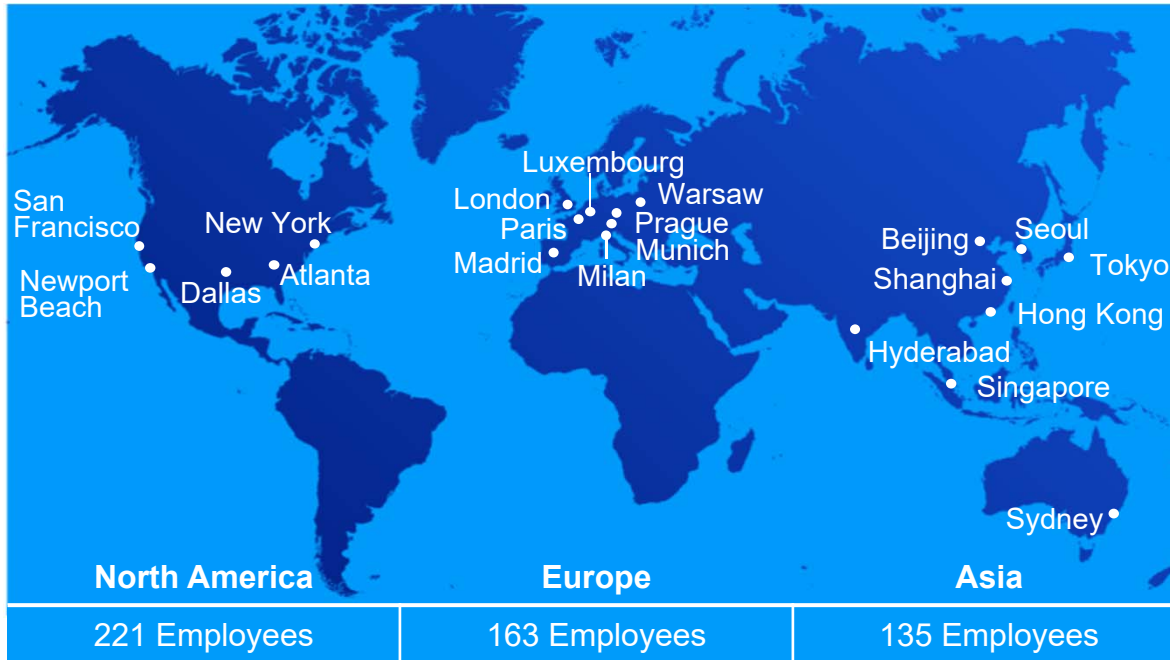 Luxembourg
London
Warsaw
Paris
Prague
Munich
Madrid
Milan
San
Francisco
New York
Newport
Beach
Dallas
Atlanta
Beijing
Seoul
Shanghai
Tokyo
Hong Kong
Hyderabad
Singapore
Sydney
North America
Europe
Asia
221 Employees
163 Employees
135 Employees